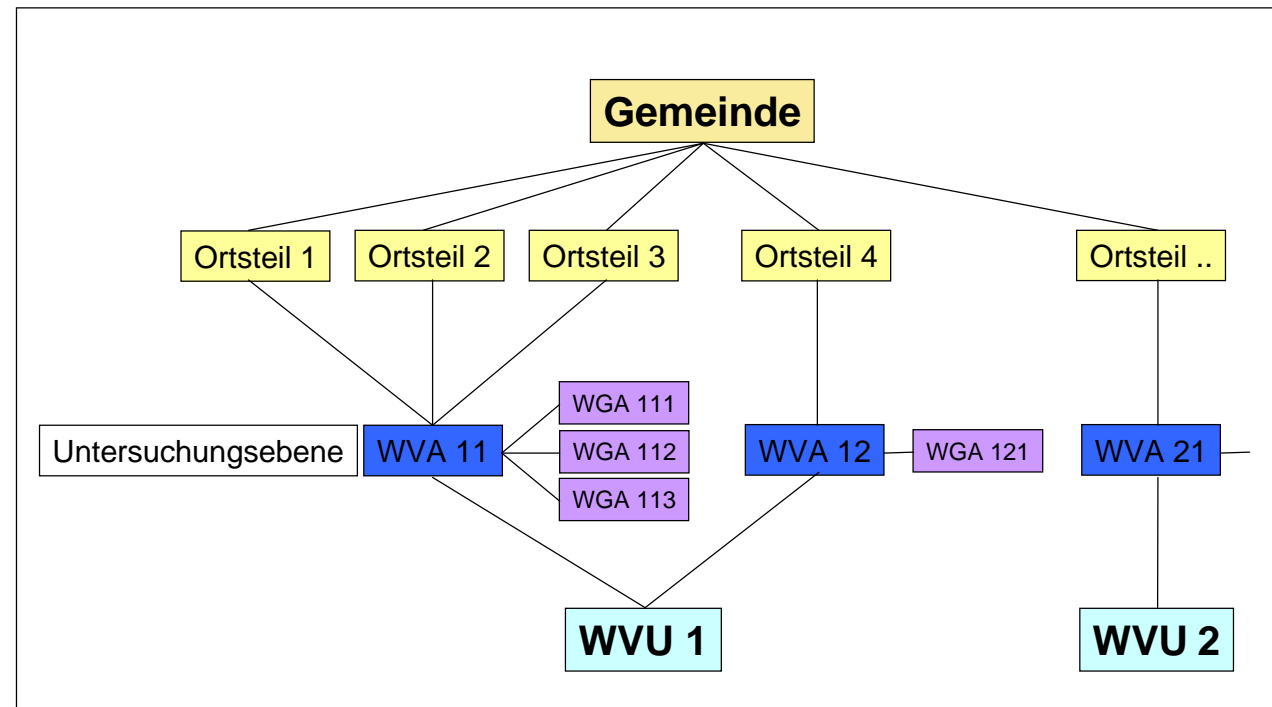 Gemeinde
Ortsteil 1
Ortsteil 2
Ortsteil 3
Ortsteil 4
Ortsteil ..
Untersuchungsebene
WVA 11
WGA 111
WGA 112
WGA 113
WVA 12
WGA 121
WVA 21
WVU 1
WVU 2